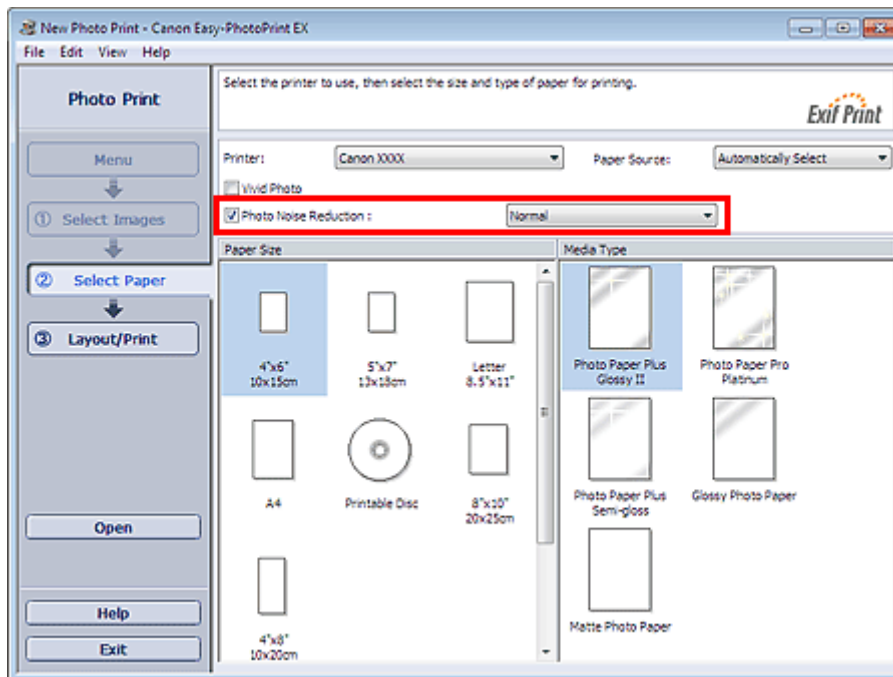 New Photo Print - Canon Easy-PhotoPrint EX
File Edit View Help
Photo Print
Menu
① Select Images
② Select Paper
③ Layout/Print
Open
Help
Exit
Select the printer to use, then select the size and type of paper for printing.
Exif Print
Printer: Canon XXXX Paper Source: Automatically Select
Vivid Photo
Photo Noise Reduction : Normal
Paper Size
4"x6"
10x15cm
5"x7"
13x18cm
Letter
8.5"x11"
A4
Printable Disc
8"x10"
20x25cm
4"x8"
10x20cm
Media Type
Photo Paper Plus
Glossy II
Photo Paper Pro
Platinum
Photo Paper Plus
Semi-gloss
Glossy Photo Paper
Matte Photo Paper